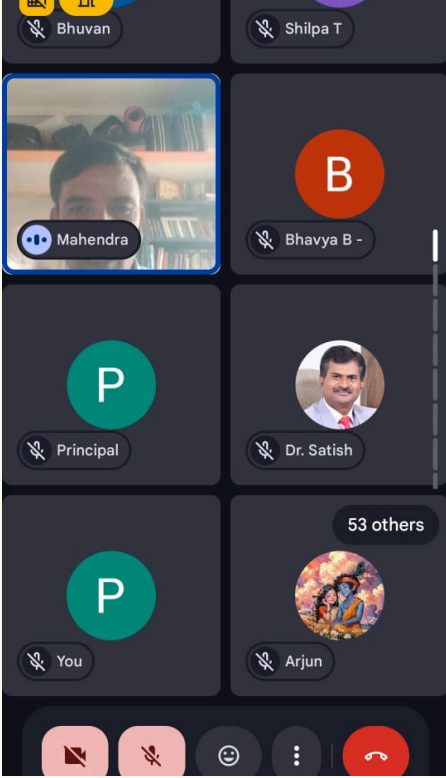 Bhuvan
Shilpa T
Mahendra
B
Bhavya B -
P
Principal
Dr. Satish
53 others
P
You
Arjun